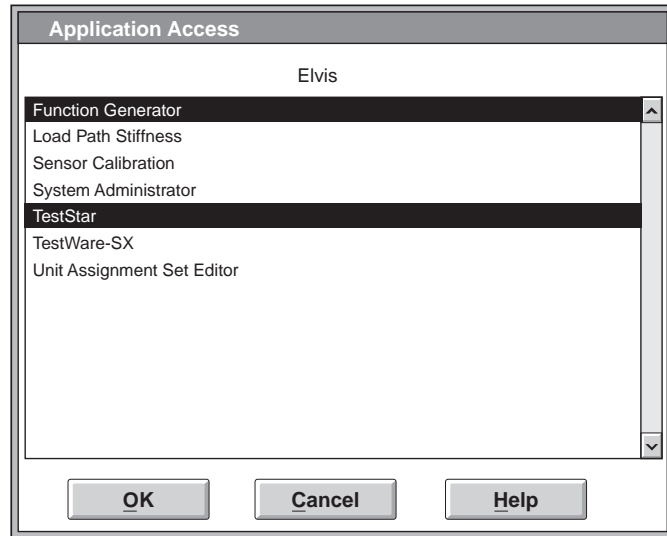 Application Access
Elvis
Function Generator
Load Path Stiffness
Sensor Calibration
System Administrator
TestStar
TestWare-SX
Unit Assignment Set Editor
OK Cancel Help